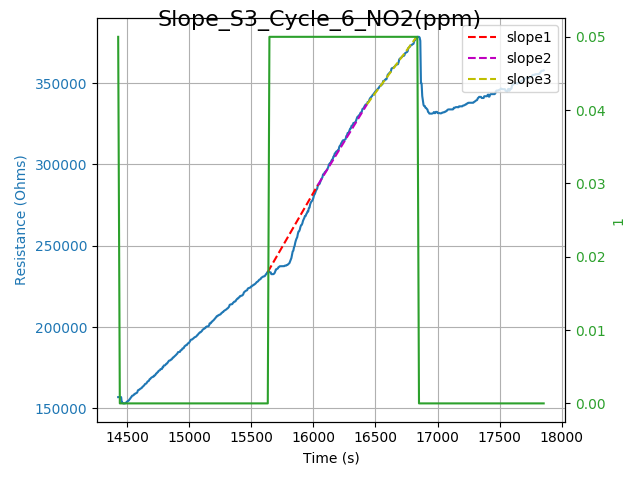 Slope_S3_Cycle_6_NO2(ppm)
slope1
slope2
slope3
350000
300000
250000
200000
150000
Resistance (Ohms)
0.05
0.04
0.03
0.02
0.01
0.00
1
14500 15000 15500 16000 16500 17000 17500 18000
Time (s)